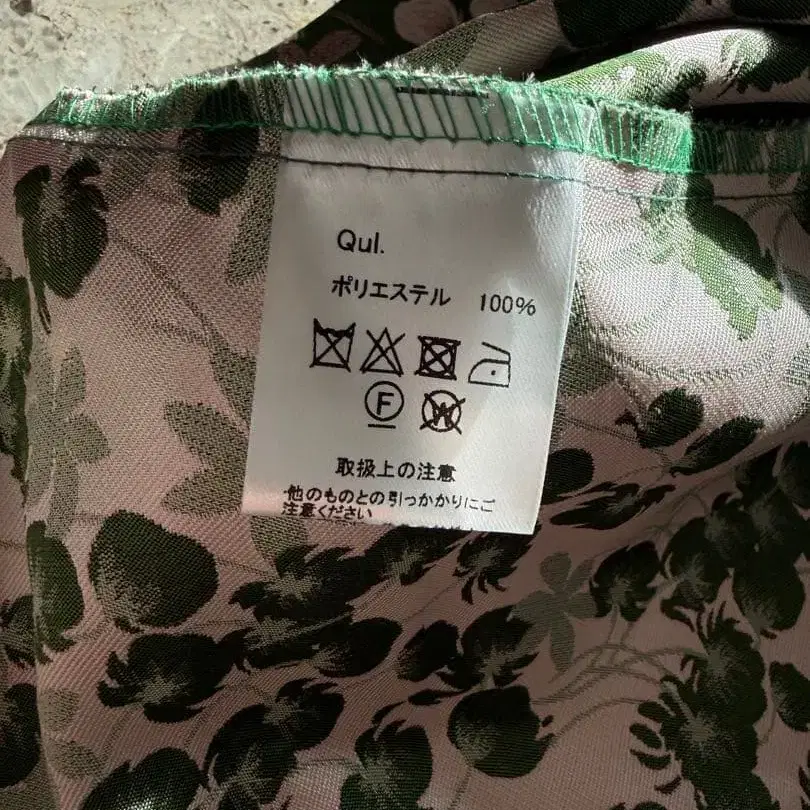 Qul.
ポリエステル 100%
F
W
取扱上の注意
他のものとの引っかかりにご
注意ください